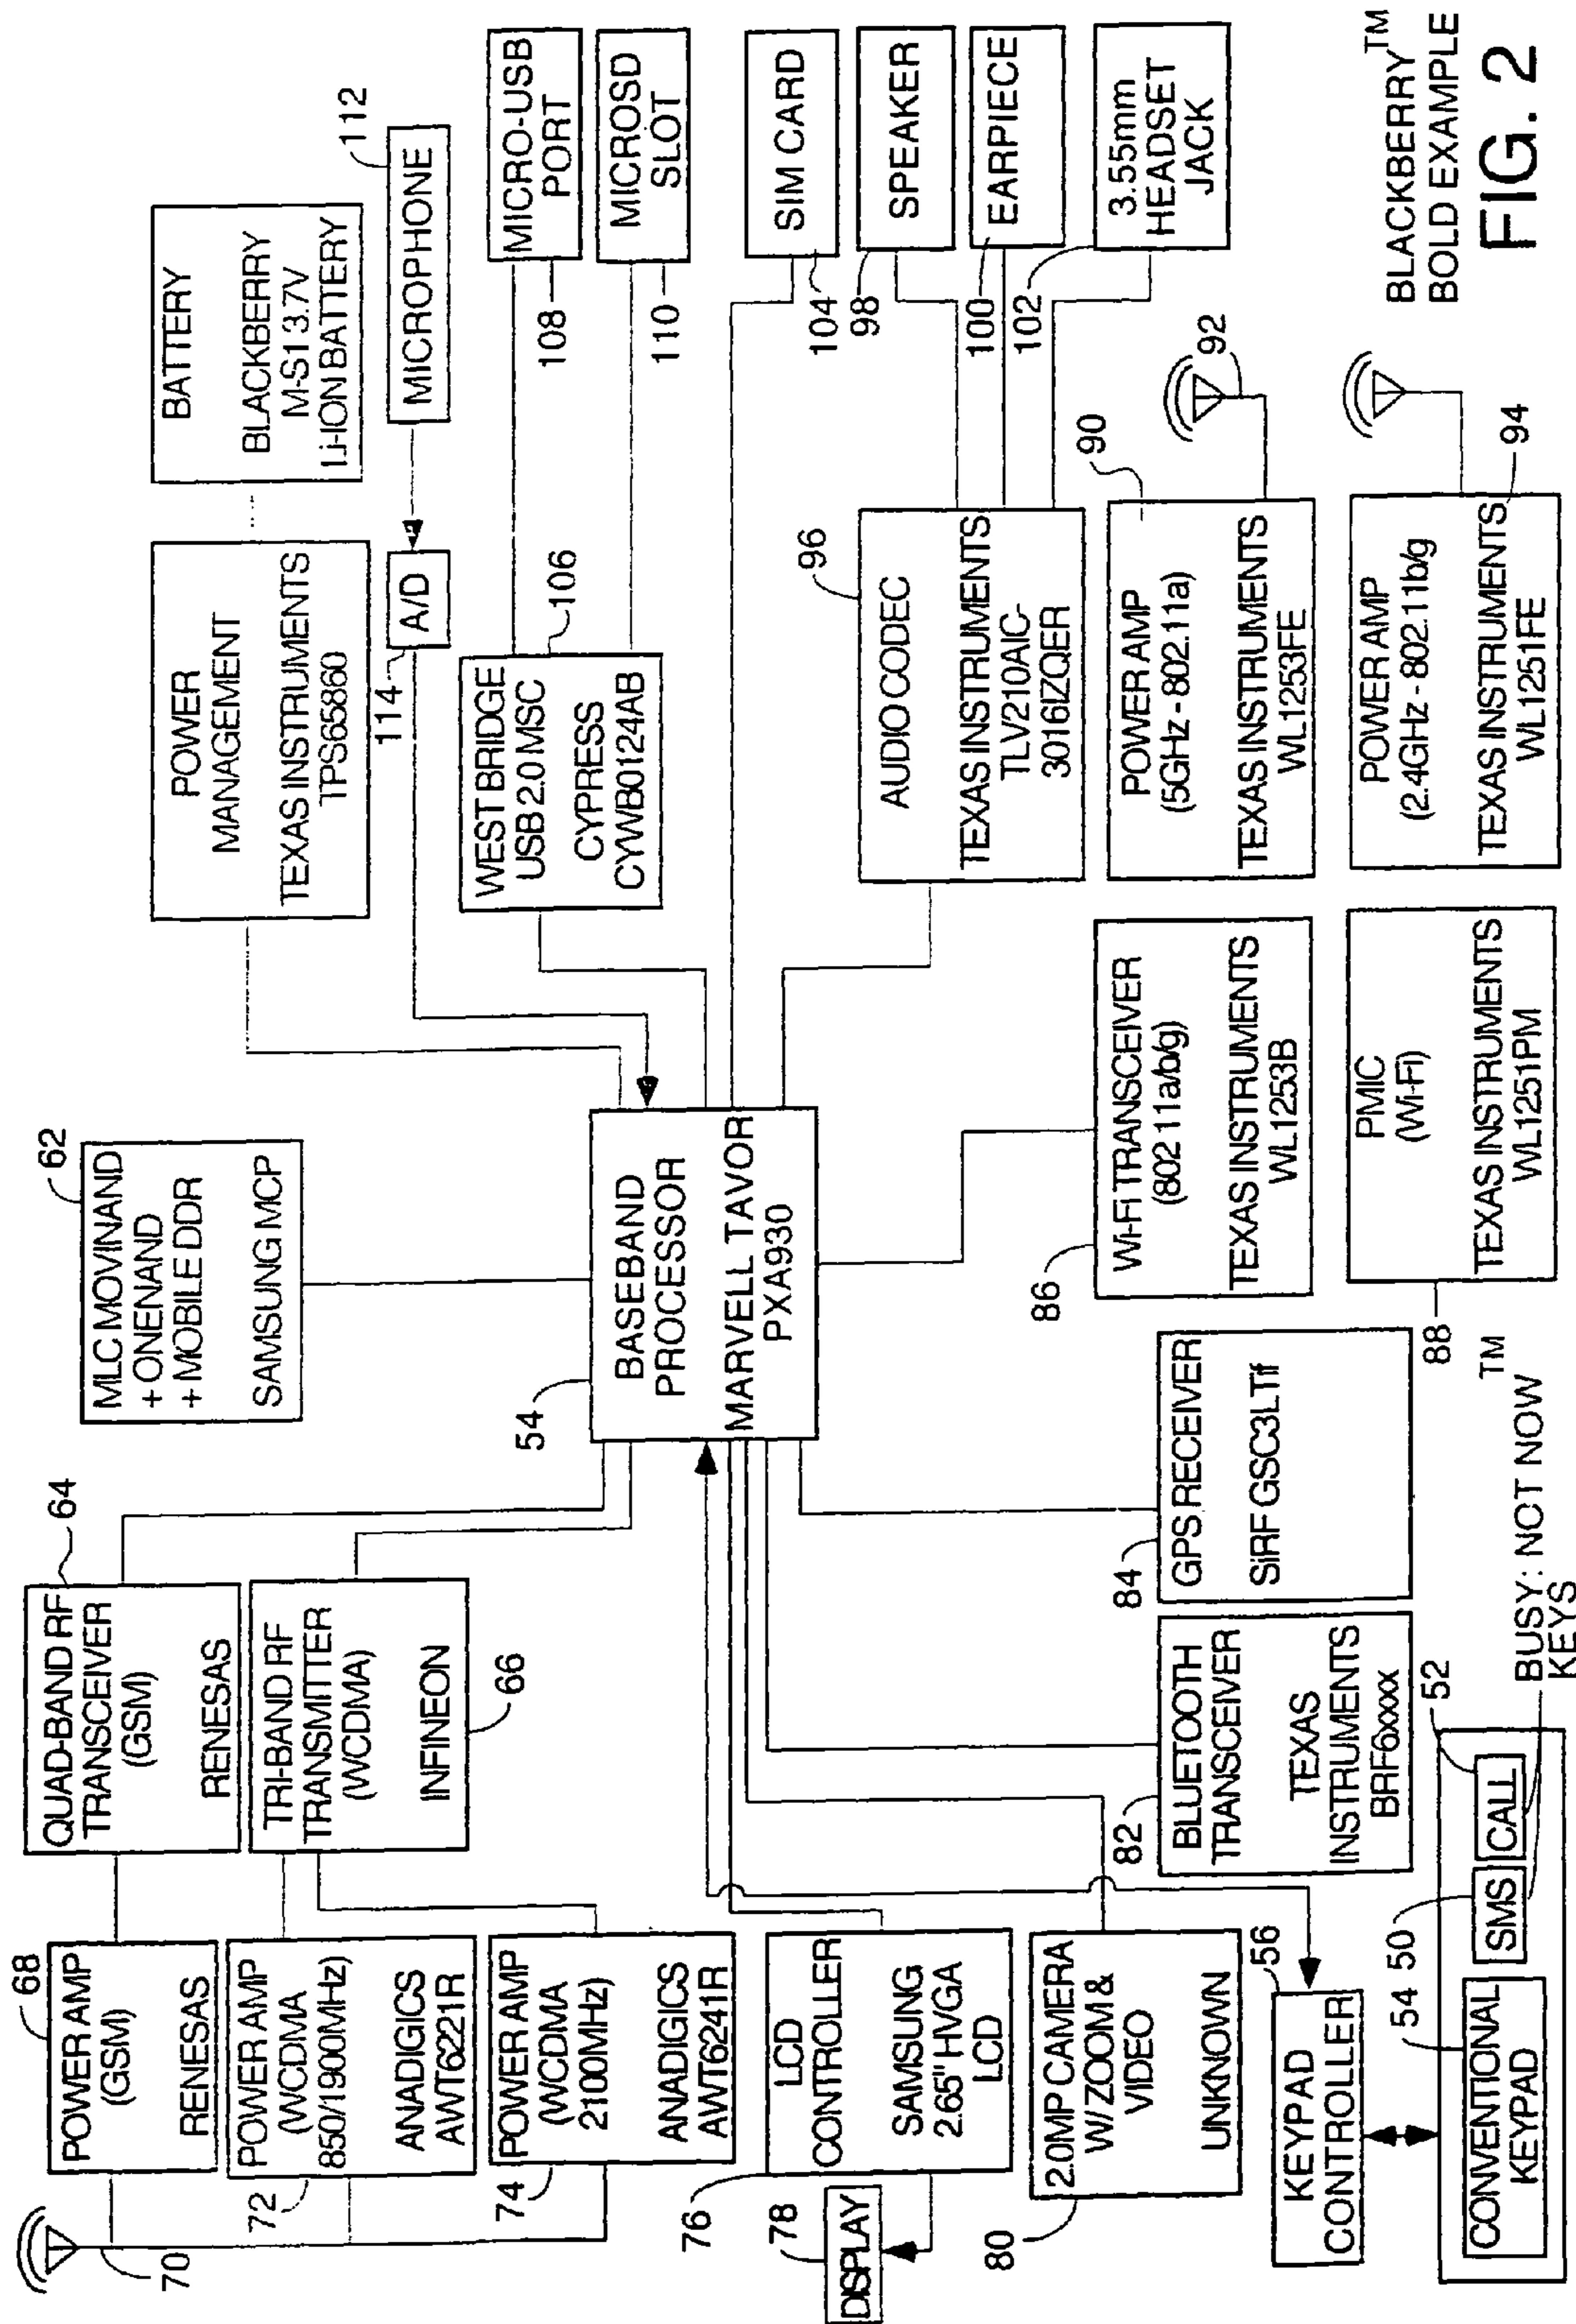 68
POWER AMP
(GSM)
RENESAS
70
POWER AMP
(WCDMA
850/1900MHz)
ANADIGICS
AWT6221R
72
POWER AMP
(WCDMA
2100MHz)
ANADIGICS
AWT6241R
74
LCD
CONTROLLER
SAMSUNG
2.65" HVGA
LCD
76
78
DISPLAY
2.0MP CAMERA
W/ZOOM &
VIDEO
UNKNOWN
80
56
KEYPAD
CONTROLLER
54
CONVENTIONAL
KEYPAD
50
SMS
52
CALL
BUSY: NOT NOW
TM
KEYS
QUAD-BAND RF
TRANSCEIVER
(GSM)
RENESAS
64
TRI-BAND RF
TRANSMITTER
(WCDMA)
INFINEON
66
82
BLUETOOTH
TRANSCEIVER
TEXAS
INSTRUMENTS
BRF6xxxx
84
GPS RECEIVER
SiRF GSC3LTif
62
MLC MOVINAND
+ ONENAND
+ MOBILE DDR
SAMSUNG MCP
54
BASEBAND
PROCESSOR
MARVELL TAVOR
PXA930
86
Wi-Fi TRANSCEIVER
(802 11a/b/g)
TEXAS INSTRUMENTS
WL1253B
88
PMIC
(Wi-Fi)
TEXAS INSTRUMENTS
WL1251PM
POWER
MANAGEMENT
TEXAS INSTRUMENTS
TPS65860
BATTERY
BLACKBERRY
M-S1 3.7V
Li-ION BATTERY
114
A/D
MICROPHONE
112
WEST BRIDGE
USB 2.0 MSC
CYPRESS
CYWB0124AB
106
MICRO-USB
PORT
108
MICROSD
SLOT
110
SIM CARD
104
SPEAKER
98
EARPIECE
100
3.55mm
HEADSET
JACK
102
96
AUDIO CODEC
TEXAS INSTRUMENTS
TLV210AIC-
3016IZQER
90
POWER AMP
(5GHz - 802.11a)
TEXAS INSTRUMENTS
WL1253FE
92
POWER AMP
(2.4GHz - 802.11b/g
TEXAS INSTRUMENTS
WL1251FE
94
BLACKBERRY™
BOLD EXAMPLE
FIG. 2